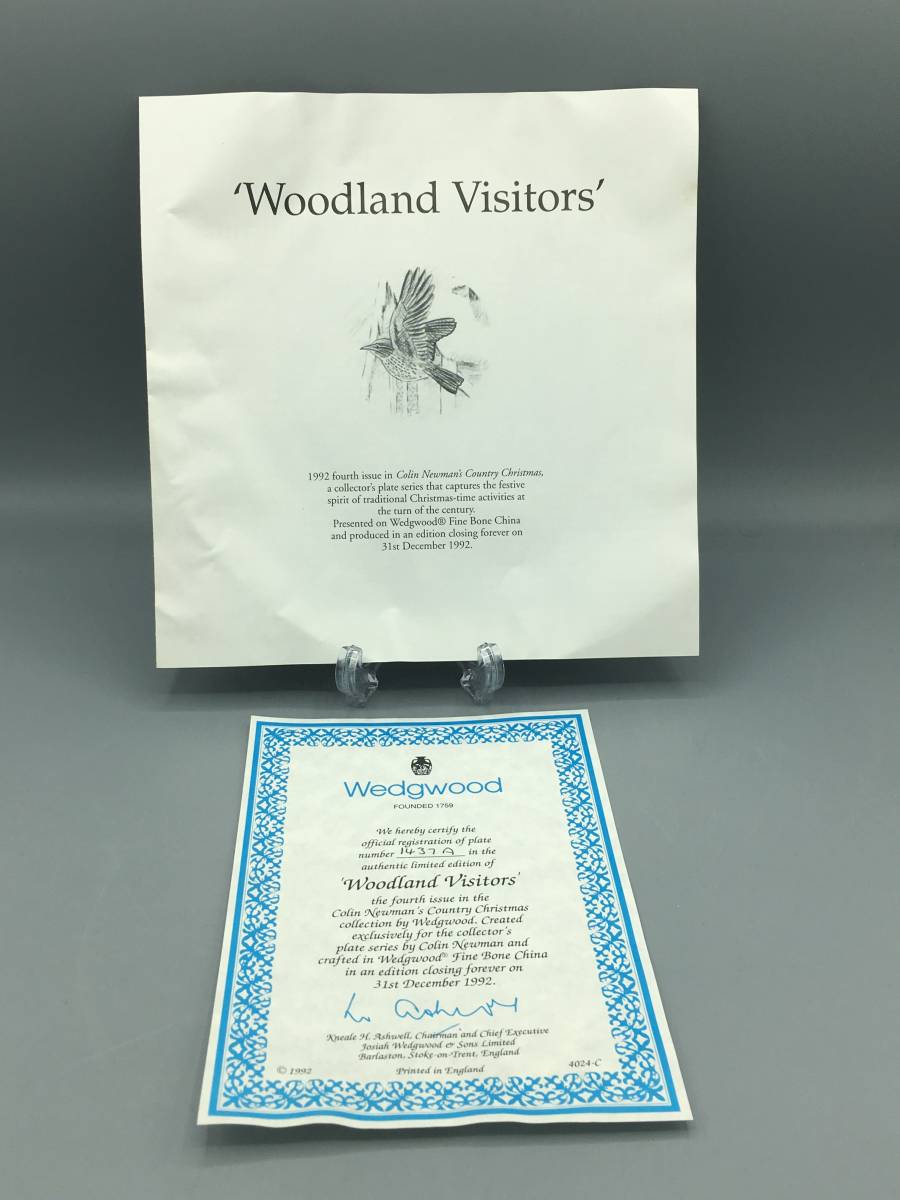 'Woodland Visitors'
1992 fourth issue in Colin Newman's Country Christmas,
a collector's plate series that captures the festive
spirit of traditional Christmas-time activities at
the turn of the century.
Presented on Wedgwood® Fine Bone China
and produced in an edition closing forever on
31st December 1992.
Wedgwood
FOUNDED 1759
We hereby certify the
official registration of plate
number 1437A in the
authentic limited edition of
'Woodland Visitors'
the fourth issue in the
Colin Newman's Country Christmas
collection by Wedgwood. Created
exclusively for the collector's
plate series by Colin Newman and
crafted in Wedgwood® Fine Bone China
in an edition closing forever on
31st December 1992.
Kneale H. Ashwell, Chairman and Chief Executive
Josiah Wedgwood & Sons Limited
Barlaston, Stoke-on-Trent, England
© 1992 Printed in England 4024-C